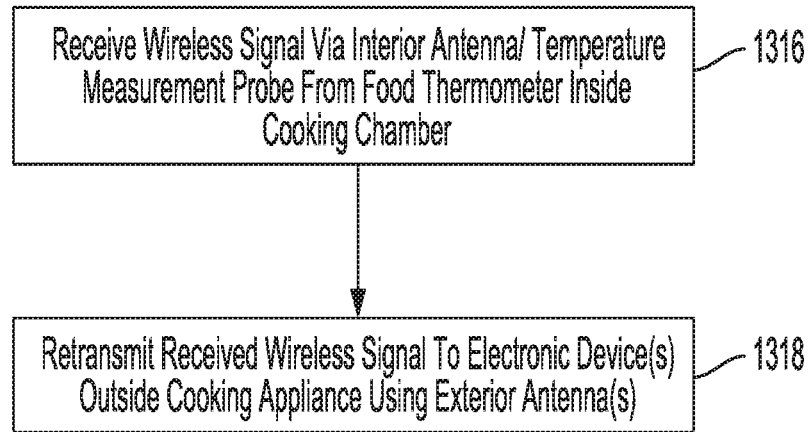 Receive Wireless Signal Via Interior Antenna/ Temperature
Measurement Probe From Food Thermometer Inside
Cooking Chamber
1316
Retransmit Received Wireless Signal To Electronic Device(s)
Outside Cooking Appliance Using Exterior Antenna(s)
1318